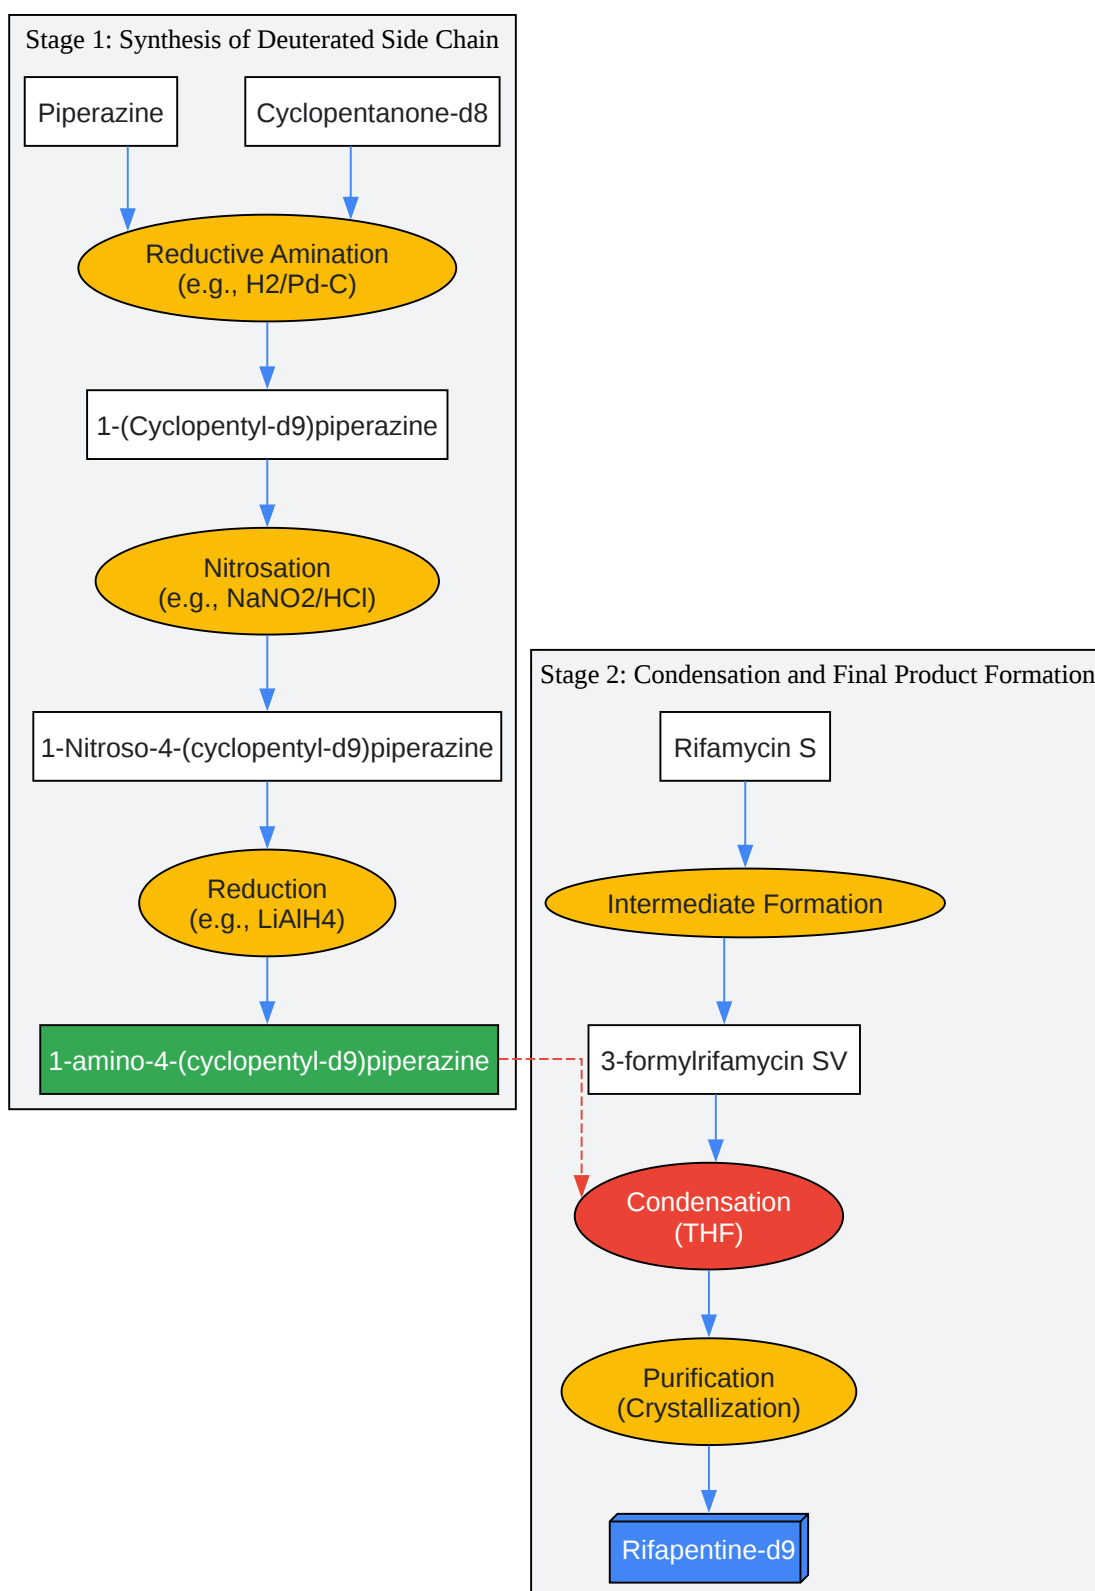 Stage 1: Synthesis of Deuterated Side Chain
Piperazine
Cyclopentanone-d8
Reductive Amination
(e.g., H2/Pd-C)
1-(Cyclopentyl-d9)piperazine
Nitrosation
(e.g., NaNO2/HCl)
1-Nitroso-4-(cyclopentyl-d9)piperazine
Reduction
(e.g., LiAlH4)
1-amino-4-(cyclopentyl-d9)piperazine
Stage 2: Condensation and Final Product Formation
Rifamycin S
Intermediate Formation
3-formylrifamycin SV
Condensation
(THF)
Purification
(Crystallization)
Rifapentine-d9